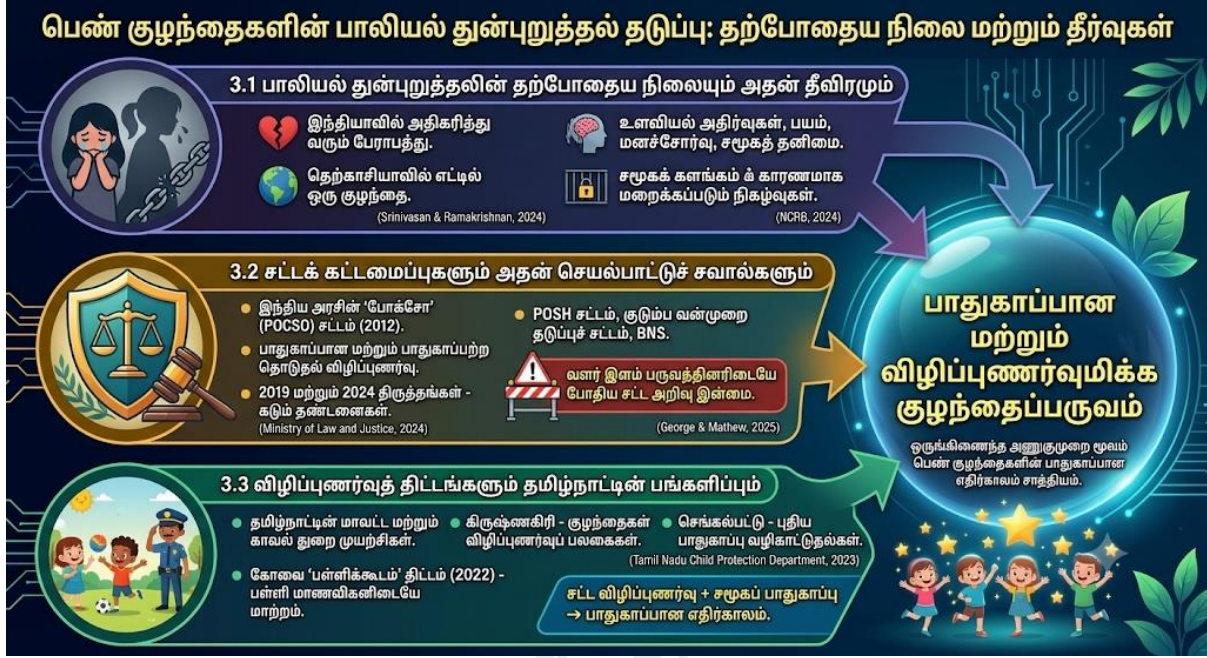 பெண் குழந்தைகளின் பாலியல் துன்புறுத்தல் தடுப்பு: தற்போதைய நிலை மற்றும் தீர்வுகள்
3.1 பாலியல் துன்புறுத்தலின் தற்போதைய நிலையும் அதன் தீவிரமும்
இந்தியாவில் அதிகரித்து
வரும் பேராபத்து.
தெற்காசியாவில் எட்டில்
ஒரு குழந்தை.
(Srinivasan & Ramakrishnan, 2024)
உளவியல் அதிர்வுகள், பயம்,
மனச்சோர்வு, சமூகத் தனிமை.
சமூகக் களங்கம் & காரணமாக
மறைக்கப்படும் நிகழ்வுகள்.
(NCRB, 2024)
3.2 சட்டக் கட்டமைப்புகளும் அதன் செயல்பாட்டுச் சவால்களும்
இந்திய அரசின் ‘போக்சோ’
(POCSO) சட்டம் (2012).
பாதுகாப்பான மற்றும் பாதுகாப்பற்ற
தொடுதல் விழிப்புணர்வு.
2019 மற்றும் 2024 திருத்தங்கள் -
கடும் தண்டனைகள்.
(Ministry of Law and Justice, 2024)
POSH சட்டம், குடும்ப வன்முறை
தடுப்புச் சட்டம், BNS.
வளர் இளம் பருவத்தினரிடையே
போதிய சட்ட அறிவு இன்மை.
(George & Mathew, 2025)
3.3 விழிப்புணர்வுத் திட்டங்களும் தமிழ்நாட்டின் பங்களிப்பும்
தமிழ்நாட்டின் மாவட்ட மற்றும்
காவல் துறை முயற்சிகள்.
கிருஷ்ணகிரி - குழந்தைகள்
விழிப்புணர்வுப் பலகைகள்.
செங்கல்பட்டு - புதிய
பாதுகாப்பு வழிகாட்டுதல்கள்.
(Tamil Nadu Child Protection Department, 2023)
கோவை ‘பள்ளிக்கூடம்’ திட்டம் (2022) -
பள்ளி மாணவிகனிடையே
மாற்றம்.
சட்ட விழிப்புணர்வு + சமூகப் பாதுகாப்பு
→ பாதுகாப்பான எதிர்காலம்.
பாதுகாப்பான
மற்றும்
விழிப்புணர்வுமிக்க
குழந்தைப்பருவம்
ஒருங்கிணைந்த அணுகுமுறை மூலம்
பெண் குழந்தைகளின் பாதுகாப்பான
எதிர்காலம் சாத்தியம்.